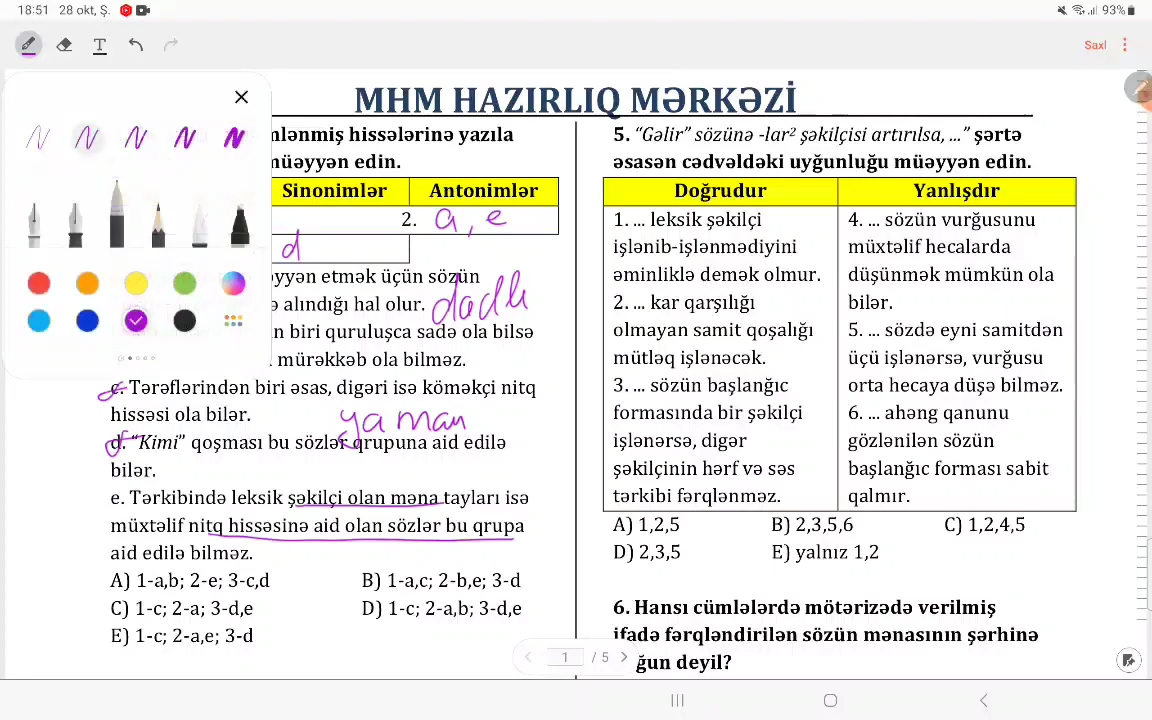 18:51 28 okt, Ş. 93%
T Saxl
MHM HAZIRLIQ MƏRKƏZİ
mlənmiş hissələrinə yazıla
müəyyən edin.
Sinonimlər Antonimlər
2. a, e
d
əyyən etmək üçün sözün
ə alındığı hal olur. dadlı
n biri quruluşca sadə ola bilsə
mürəkkəb ola bilməz.
c. Tərəflərindən biri əsas, digəri isə köməkçi nitq
hissəsi ola bilər. yaman
d. “Kimi” qoşması bu sözlər qrupuna aid edilə
bilər.
e. Tərkibində leksik şəkilçi olan məna tayları isə
müxtəlif nitq hissəsinə aid olan sözlər bu qrupa
aid edilə bilməz.
A) 1-a,b; 2-e; 3-c,d B) 1-a,c; 2-b,e; 3-d
C) 1-c; 2-a; 3-d,e D) 1-c; 2-a,b; 3-d,e
E) 1-c; 2-a,e; 3-d
5. “Gəlir” sözünə -lar² şəkilçisi artırılsa, ...” şərtə
əsasən cədvəldəki uyğunluğu müəyyən edin.
Doğrudur Yanlışdır
1. ... leksik şəkilçi
işlənib-işlənmədiyini
əminliklə demək olmur.
2. ... kar qarşılığı
olmayan samit qoşalığı
mütləq işlənəcək.
3. ... sözün başlanğıc
formasında bir şəkilçi
işlənərsə, digər
şəkilçinin hərf və səs
tərkibi fərqlənməz.
4. ... sözün vurğusunu
müxtəlif hecalarda
düşünmək mümkün ola
bilər.
5. ... sözdə eyni samitdən
üçü işlənərsə, vurğusu
orta hecaya düşə bilməz.
6. ... ahəng qanunu
gözlənilən sözün
başlanğıc forması sabit
qalmır.
A) 1,2,5 B) 2,3,5,6 C) 1,2,4,5
D) 2,3,5 E) yalnız 1,2
6. Hansı cümlələrdə mötərizədə verilmiş
ifadə fərqləndirilən sözün mənasının şərhinə
ğun deyil?
1 / 5